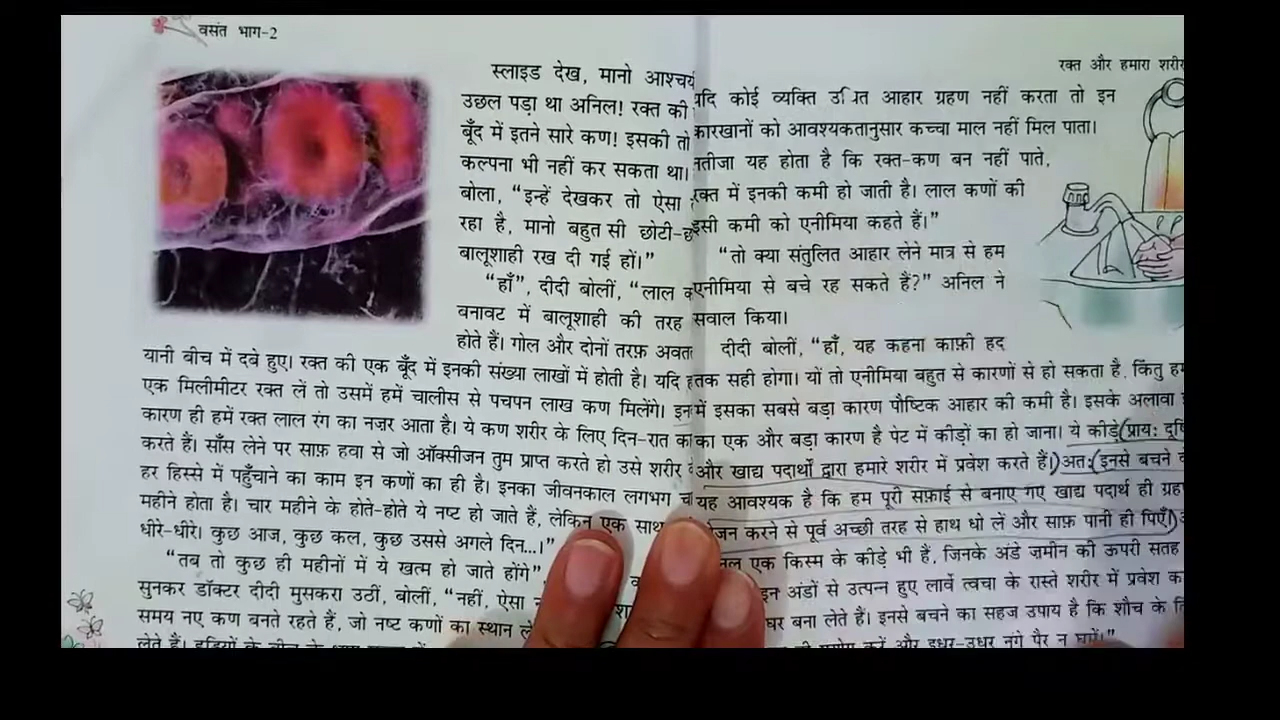 वसंत भाग-2
स्लाइड देख, मानो आश्चर्य
उछल पड़ा था अनिल! रक्त की
बूँद में इतने सारे कण! इसकी तो
कल्पना भी नहीं कर सकता था।
बोला, “इन्हें देखकर तो ऐसा
रहा है, मानो बहुत सी छोटी-छ
बालूशाही रख दी गई हों।”
“हाँ”, दीदी बोलीं, “लाल
बनावट में बालूशाही की तरह
होते हैं। गोल और दोनों तरफ़ अवत
यानी बीच में दबे हुए। रक्त की एक बूँद में इनकी संख्या लाखों में होती है। यदि
एक मिलीमीटर रक्त लें तो उसमें हमें चालीस से पचपन लाख कण मिलेंगे। इन
कारण ही हमें रक्त लाल रंग का नज़र आता है। ये कण शरीर के लिए दिन-रात का
करते हैं। साँस लेने पर साफ़ हवा से जो ऑक्सीजन तुम प्राप्त करते हो उसे शरीर
हर हिस्से में पहुँचाने का काम इन कणों का ही है। इनका जीवनकाल लगभग च
महीने होता है। चार महीने के होते-होते ये नष्ट हो जाते हैं, लेकिन एक साथ
धीरे-धीरे। कुछ आज, कुछ कल, कुछ उससे अगले दिन...।”
“तब तो कुछ ही महीनों में ये खत्म हो जाते होंगे”
सुनकर डॉक्टर दीदी मुसकरा उठीं, बोलीं, “नहीं, ऐसा
समय नए कण बनते रहते हैं, जो नष्ट कणों का स्थान ले
लेते हैं। हड्डियों के बीच के भाग
रक्त और हमारा शरीर
यदि कोई व्यक्ति उचित आहार ग्रहण नहीं करता तो इन
कारखानों को आवश्यकतानुसार कच्चा माल नहीं मिल पाता।
नतीजा यह होता है कि रक्त-कण बन नहीं पाते,
रक्त में इनकी कमी हो जाती है। लाल कणों की
इसी कमी को एनीमिया कहते हैं।”
“तो क्या संतुलित आहार लेने मात्र से हम
एनीमिया से बचे रह सकते हैं?” अनिल ने
सवाल किया।
दीदी बोलीं, “हाँ, यह कहना काफ़ी हद
तक सही होगा। यों तो एनीमिया बहुत से कारणों से हो सकता है, किंतु हम
में इसका सबसे बड़ा कारण पौष्टिक आहार की कमी है। इसके अलावा
का एक और बड़ा कारण है पेट में कीड़ों का हो जाना। ये कीड़े (प्राय: दूषि
और खाद्य पदार्थों द्वारा हमारे शरीर में प्रवेश करते हैं।) अत: (इनसे बचने के
यह आवश्यक है कि हम पूरी सफ़ाई से बनाए गए खाद्य पदार्थ ही ग्रह
भोजन करने से पूर्व अच्छी तरह से हाथ धो लें और साफ़ पानी ही पिएँ।)
एक किस्म के कीड़े भी हैं, जिनके अंडे ज़मीन की ऊपरी सतह
इन अंडों से उत्पन्न हुए लार्वे त्वचा के रास्ते शरीर में प्रवेश क
घर बना लेते हैं। इनसे बचने का सहज उपाय है कि शौच के लि
करें और इधर-उधर नंगे पैर न घूमें।”